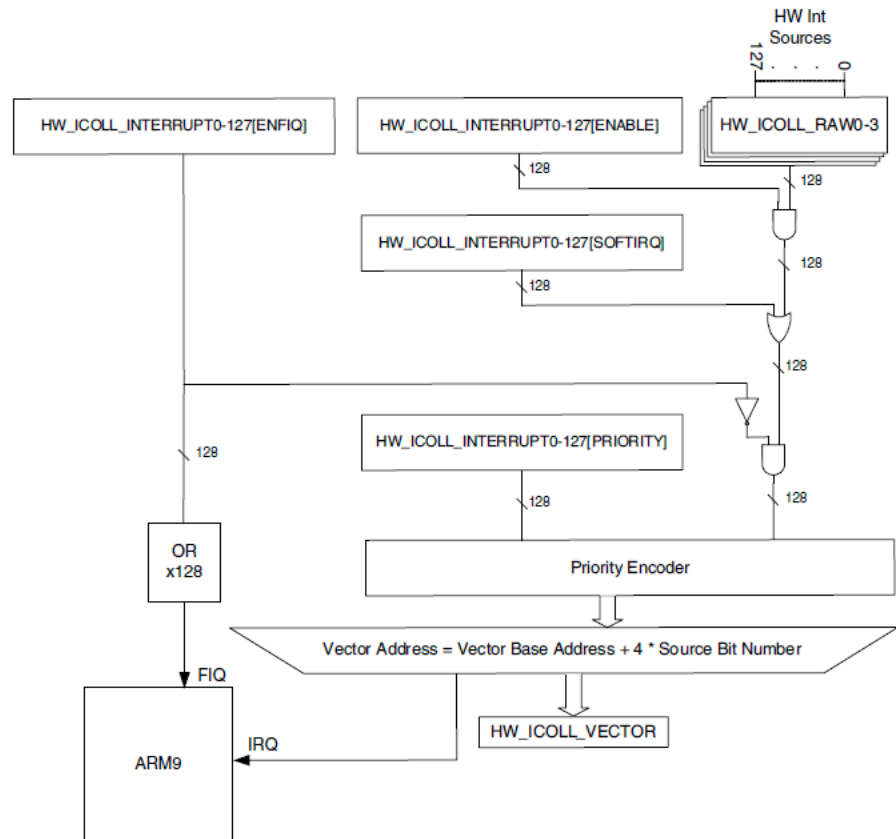 HW Int
Sources
127 . . . . 0
HW_ICOLL_INTERRUPT0-127[ENFIQ]
HW_ICOLL_INTERRUPT0-127[ENABLE]
HW_ICOLL_RAW0-3
128
128
HW_ICOLL_INTERRUPT0-127[SOFTIRQ]
128
128
128
HW_ICOLL_INTERRUPT0-127[PRIORITY]
128
128
128
OR
x128
Priority Encoder
Vector Address = Vector Base Address + 4 * Source Bit Number
FIQ
HW_ICOLL_VECTOR
IRQ
ARM9